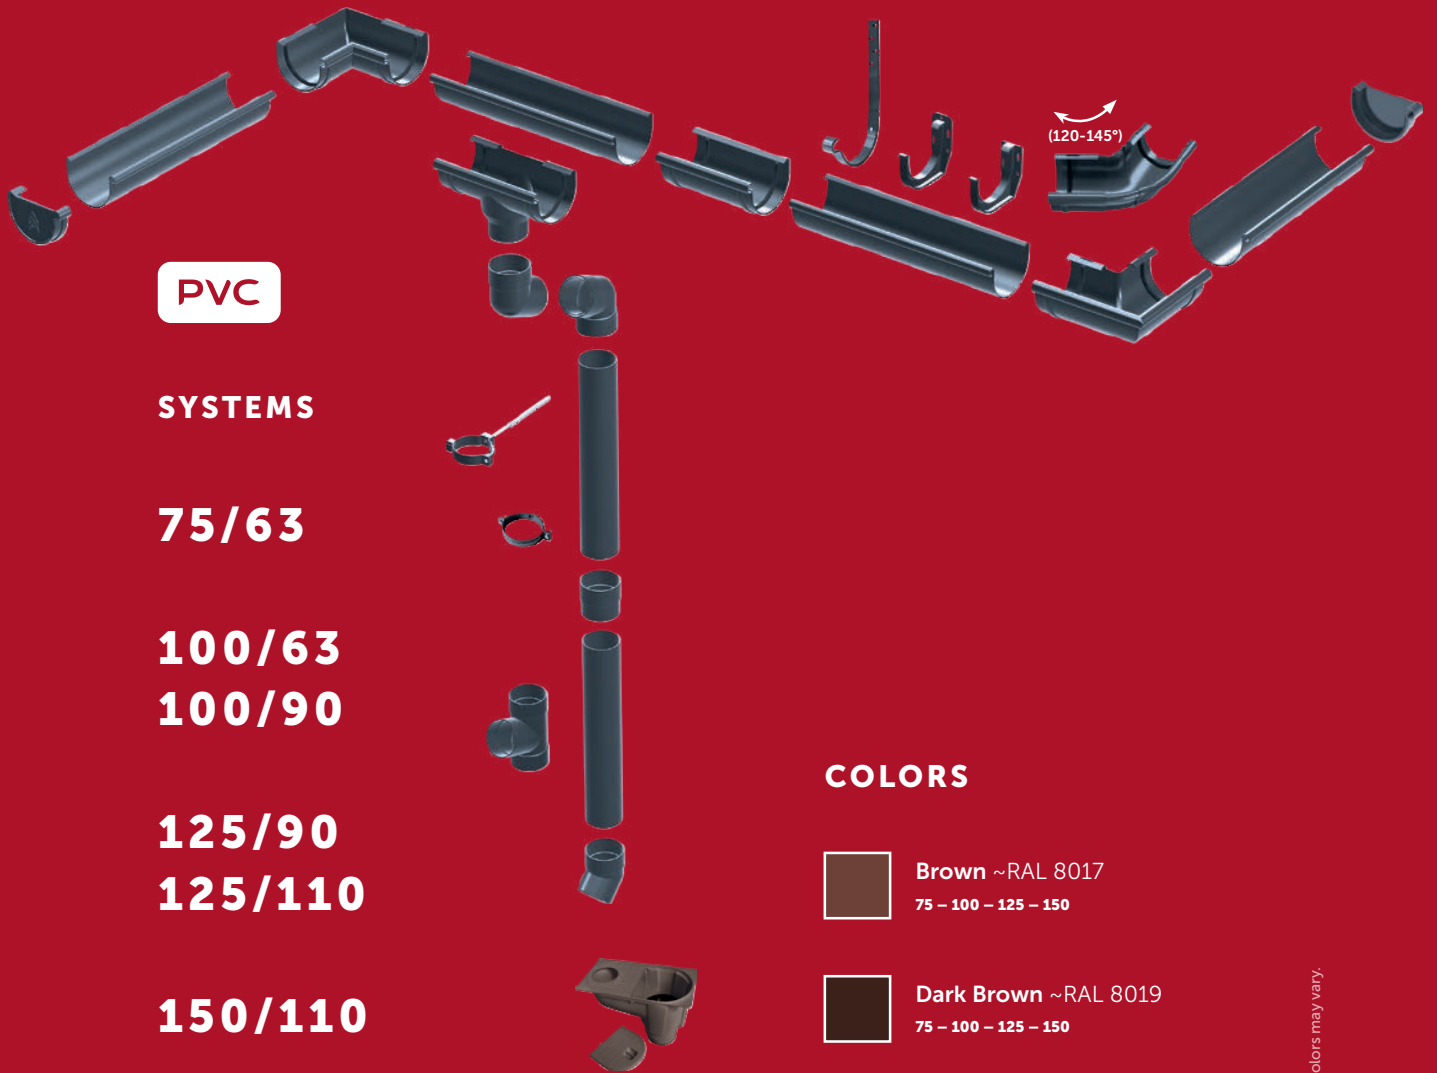 (120-145°)
PVC
SYSTEMS
75/63
100/63
100/90
125/90
125/110
150/110
COLORS
Brown ~RAL 8017
75 – 100 – 125 – 150
Dark Brown ~RAL 8019
75 – 100 – 125 – 150
olors may vary.